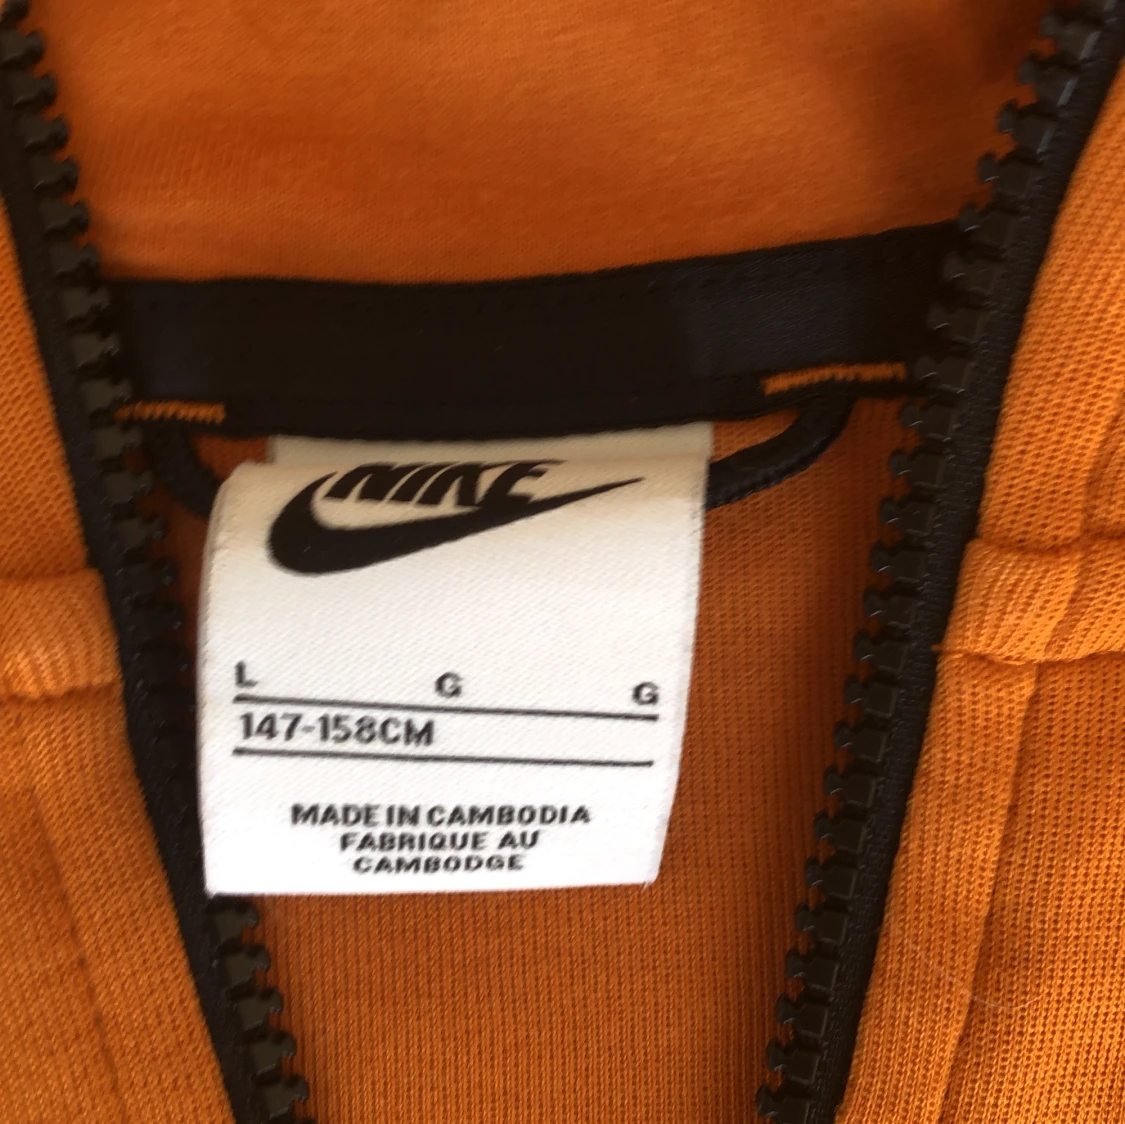 NIKE
L G G
147-158CM
MADE IN CAMBODIA
FABRIQUE AU
CAMBODGE